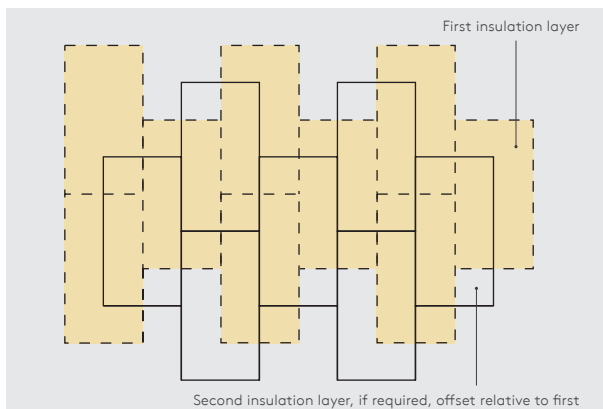 First insulation layer
Second insulation layer, if required, offset relative to first